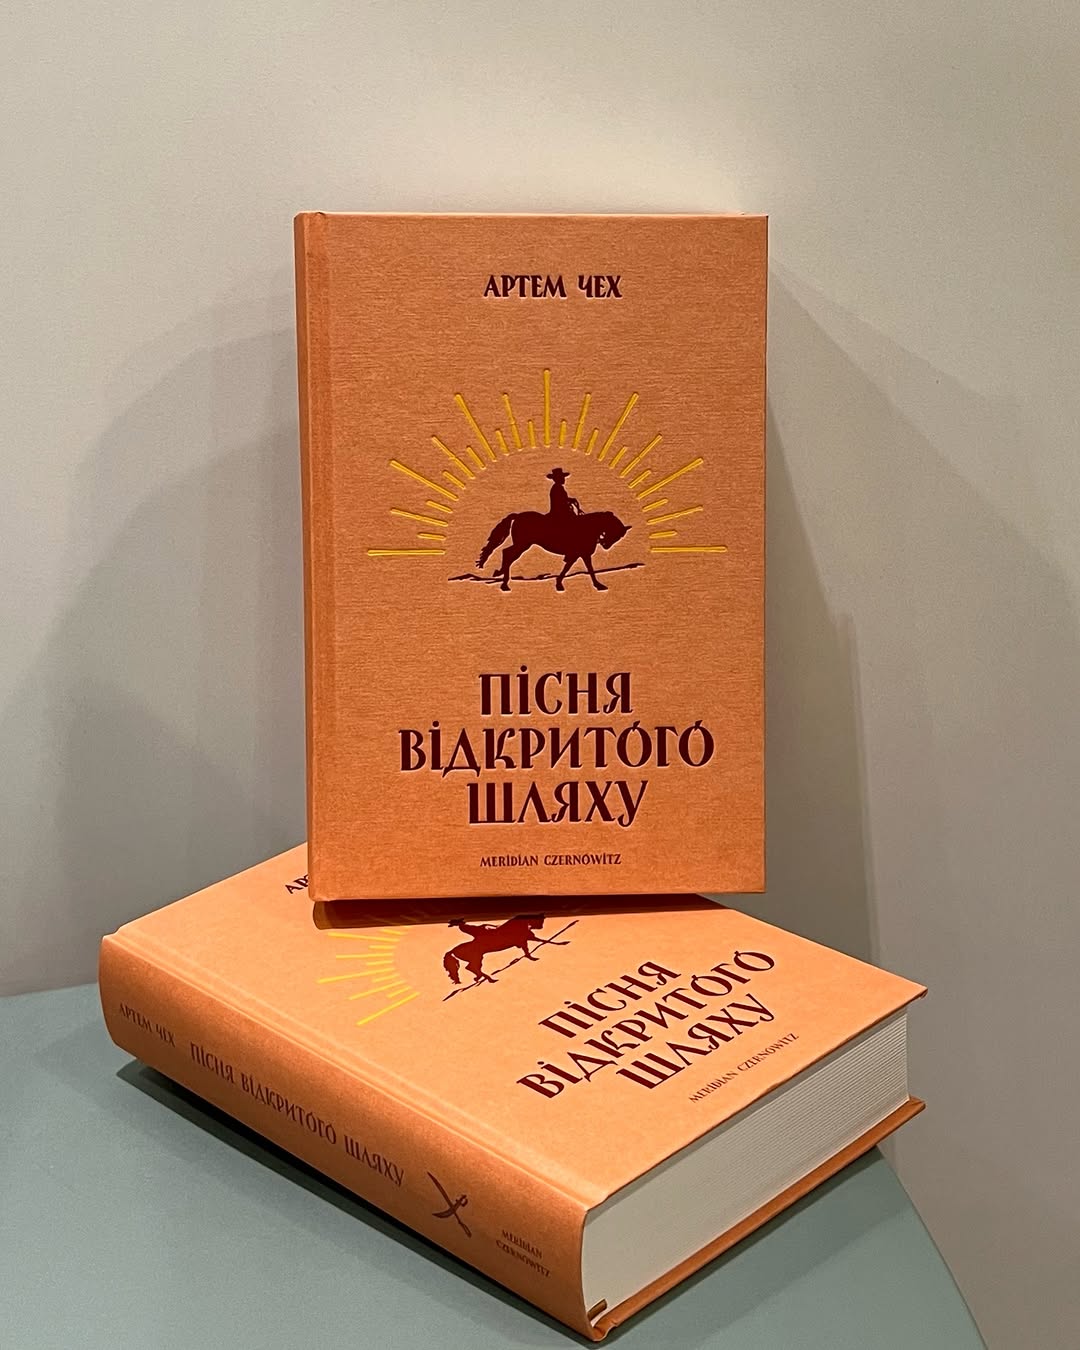 АРТЕМ ЧЕХ
ПІСНЯ
ВІДКРИТОГО
ШЛЯХУ
MERIDIAN CZERNOWITZ
ПІСНЯ
ВІДКРИТОГО
ШЛЯХУ
MERIDIAN CZERNOWITZ
АРТЕМ ЧЕХ ПІСНЯ ВІДКРИТОГО ШЛЯХУ
MERIDIAN
CZERNOWITZ